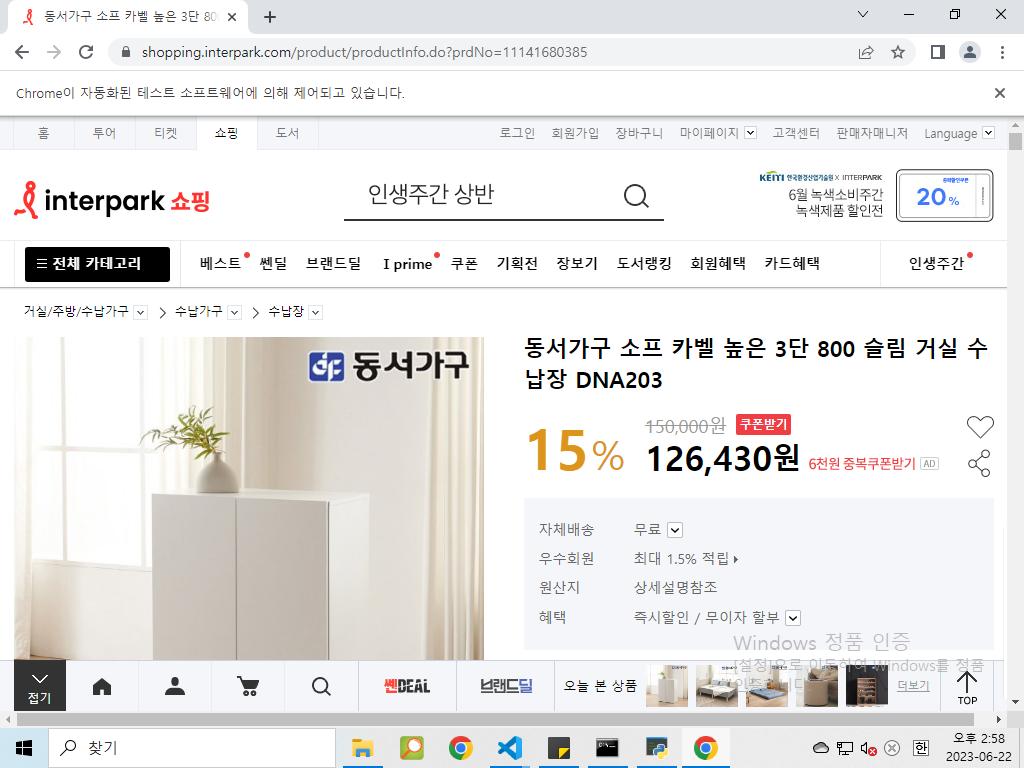 동서가구 소프 카벨 높은 3단 80
shopping.interpark.com/product/productInfo.do?prdNo=11141680385
Chrome이 자동화된 테스트 소프트웨어에 의해 제어되고 있습니다.
홈 투어 티켓 쇼핑 도서 로그인 회원가입 장바구니 마이페이지 고객센터 판매자매니저 Language
interpark 쇼핑
인생주간 상반
KEITI 한국환경산업기술원 X INTERPARK
6월 녹색소비주간
녹색제품 할인전
중복할인쿠폰
20%
전체 카테고리 베스트 쎈딜 브랜드딜 I prime 쿠폰 기획전 장보기 도서랭킹 회원혜택 카드혜택 인생주간
거실/주방/수납가구 수납가구 수납장
동서가구
동서가구 소프 카벨 높은 3단 800 슬림 거실 수
납장 DNA203
15%
150,000원 쿠폰받기
126,430원 6천원 중복쿠폰받기 AD
자체배송 무료
우수회원 최대 1.5% 적립
원산지 상세설명참조
혜택 즉시할인 / 무이자 할부
Windows 정품 인증
[설정]으로 이동하여 Windows를 정품
인증합니다.
접기
쎈DEAL
브랜드딜
오늘 본 상품
더보기
TOP
찾기
한
오후 2:58
2023-06-22